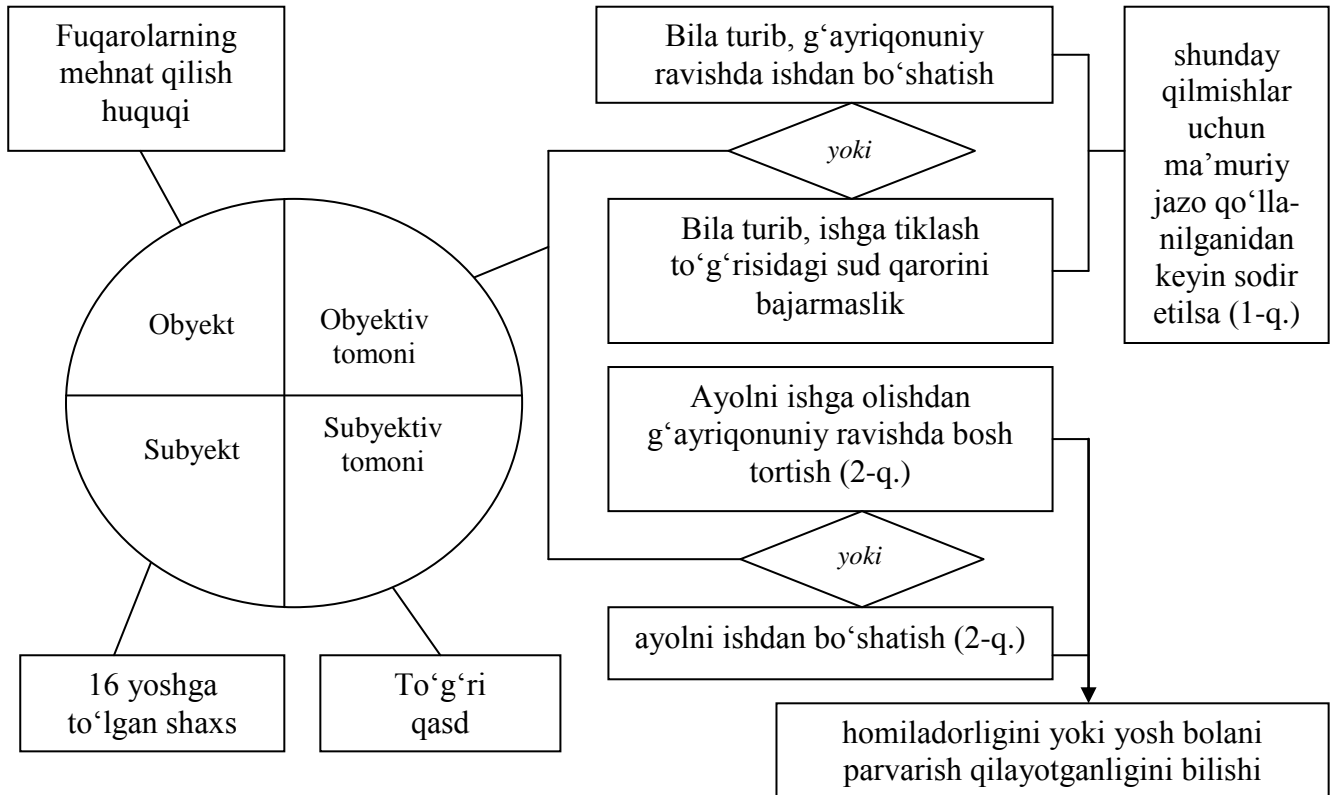 Fuqarolarning
mehnat qilish
huquqi
Bila turib, g‘ayriqonuniy
ravishda ishdan bo‘shatish
yoki
Bila turib, ishga tiklash
to‘g‘risidagi sud qarorini
bajarmaslik
shunday
qilmishlar
uchun
ma’muriy
jazo qo‘lla-
nilganidan
keyin sodir
etilsa (1-q.)
Obyekt
Obyektiv
tomoni
Subyekt
Subyektiv
tomoni
Ayolni ishga olishdan
g‘ayriqonuniy ravishda bosh
tortish (2-q.)
yoki
ayolni ishdan bo‘shatish (2-q.)
16 yoshga
to‘lgan shaxs
To‘g‘ri
qasd
homiladorligini yoki yosh bolani
parvarish qilayotganligini bilishi